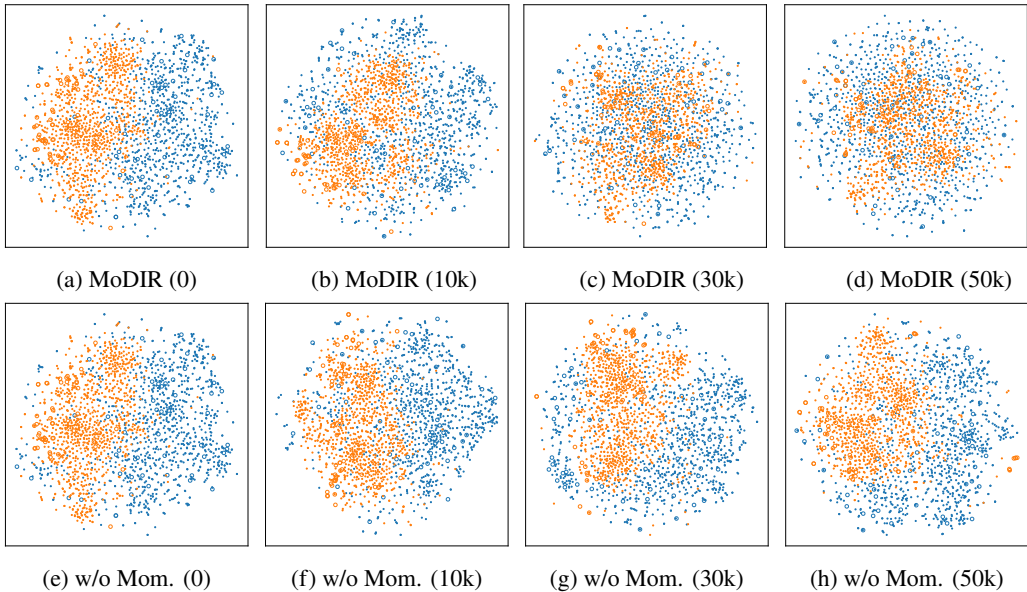 (a) MoDIR (0)
(b) MoDIR (10k)
(c) MoDIR (30k)
(d) MoDIR (50k)
(e) w/o Mom. (0)
(f) w/o Mom. (10k)
(g) w/o Mom. (30k)
(h) w/o Mom. (50k)